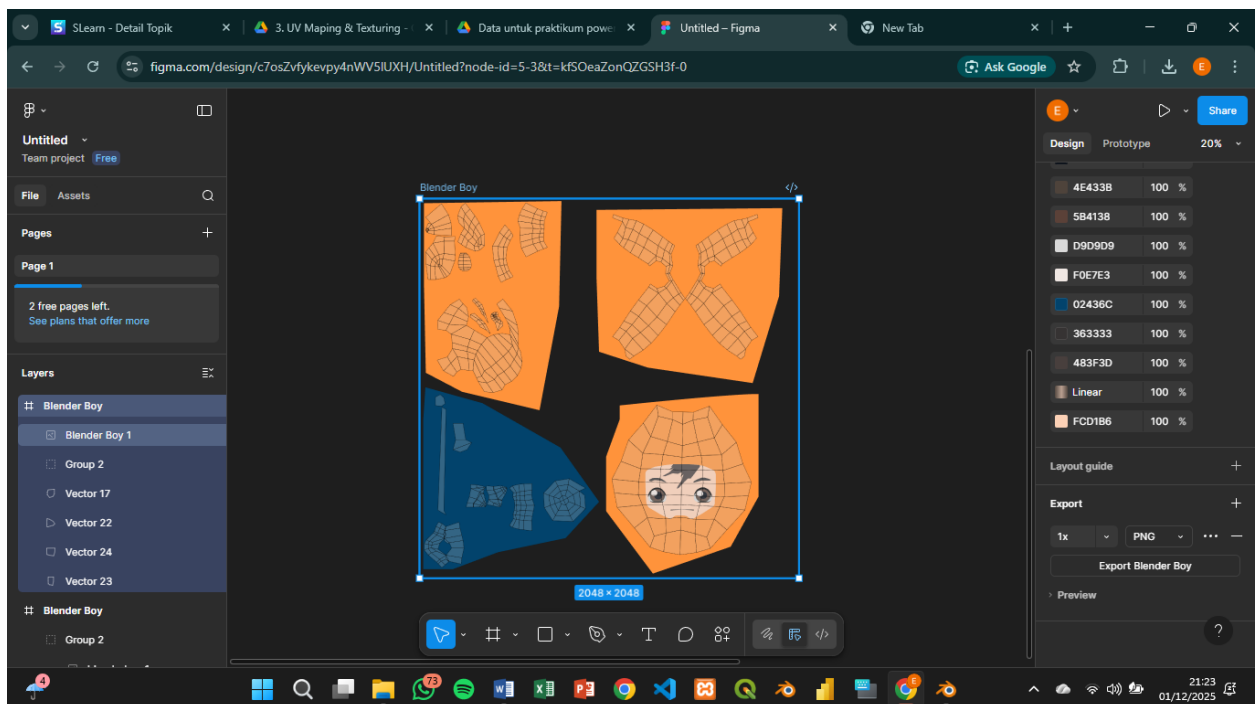 SLearn - Detail Topik
3. UV Maping & Texturing -
Data untuk praktikum powe
Untitled – Figma
New Tab
figma.com/design/c7osZvfykevpy4nWV5lUXH/Untitled?node-id=5-3&t=kfSOeaZonQZGSH3f-0
Ask Google
E
Untitled
Team project Free
File Assets
Pages
Page 1
2 free pages left.
See plans that offer more
Layers
Blender Boy
Blender Boy 1
Group 2
Vector 17
Vector 22
Vector 24
Vector 23
Blender Boy
Group 2
Blender Boy
</>
2048 × 2048
E
Share
Design Prototype 20%
4E433B 100 %
5B4138 100 %
D9D9D9 100 %
F0E7E3 100 %
02436C 100 %
363333 100 %
483F3D 100 %
Linear 100 %
FCD1B6 100 %
Layout guide
Export
1x PNG
Export Blender Boy
Preview
?
4
73
21:23
01/12/2025